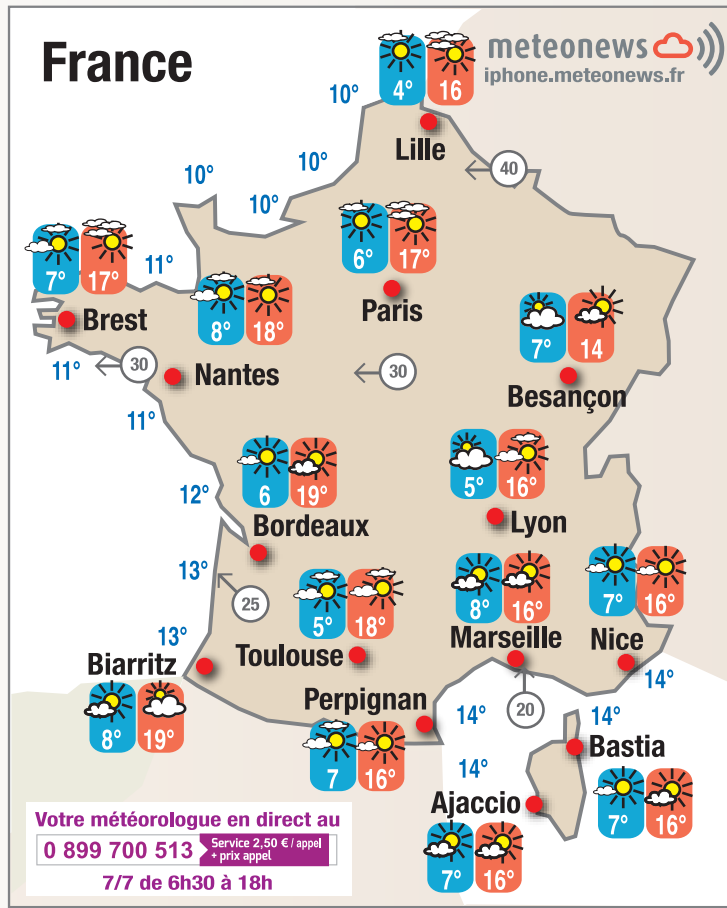 France
meteonews
iphone.meteonews.fr
4° 16
10°
Lille
10°
40
10°
10°
6° 17°
Paris
7° 17°
11°
Brest
8° 18°
Nantes
7° 14
Besançon
11°
30
30
11°
6 19°
Bordeaux
5° 16°
Lyon
12°
13°
25
5° 18°
Toulouse
8° 16°
Marseille
7° 16°
Nice
13°
Biarritz
8° 19°
14°
Perpignan
7 16°
14°
20
14°
Bastia
7° 16°
14°
Ajaccio
7° 16°
Votre météorologue en direct au
0 899 700 513 Service 2,50 € / appel
+ prix appel
7/7 de 6h30 à 18h